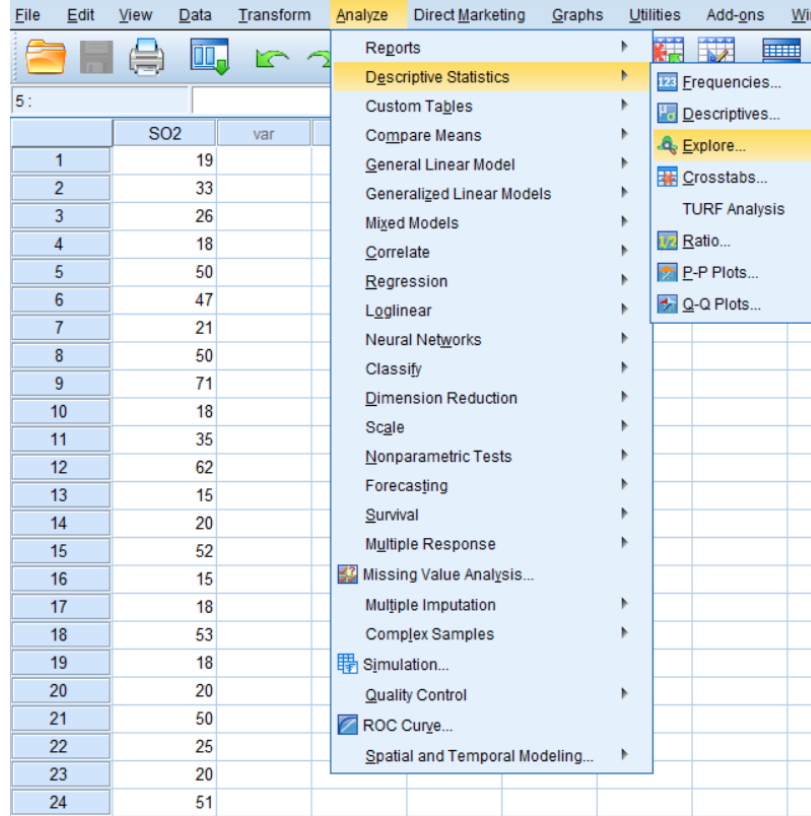 File Edit View Data Transform Analyze Direct Marketing Graphs Utilities Add-ons
5 :
SO2 var
1 19
2 33
3 26
4 18
5 50
6 47
7 21
8 50
9 71
10 18
11 35
12 62
13 15
14 20
15 52
16 15
17 18
18 53
19 18
20 20
21 50
22 25
23 20
24 51
Reports
Descriptive Statistics
Custom Tables
Compare Means
General Linear Model
Generalized Linear Models
Mixed Models
Correlate
Regression
Loglinear
Neural Networks
Classify
Dimension Reduction
Scale
Nonparametric Tests
Forecasting
Survival
Multiple Response
Missing Value Analysis...
Multiple Imputation
Complex Samples
Simulation...
Quality Control
ROC Curve...
Spatial and Temporal Modeling...
123 Frequencies...
Descriptives...
Explore...
Crosstabs...
TURF Analysis
1/2 Ratio...
P-P Plots...
Q-Q Plots...